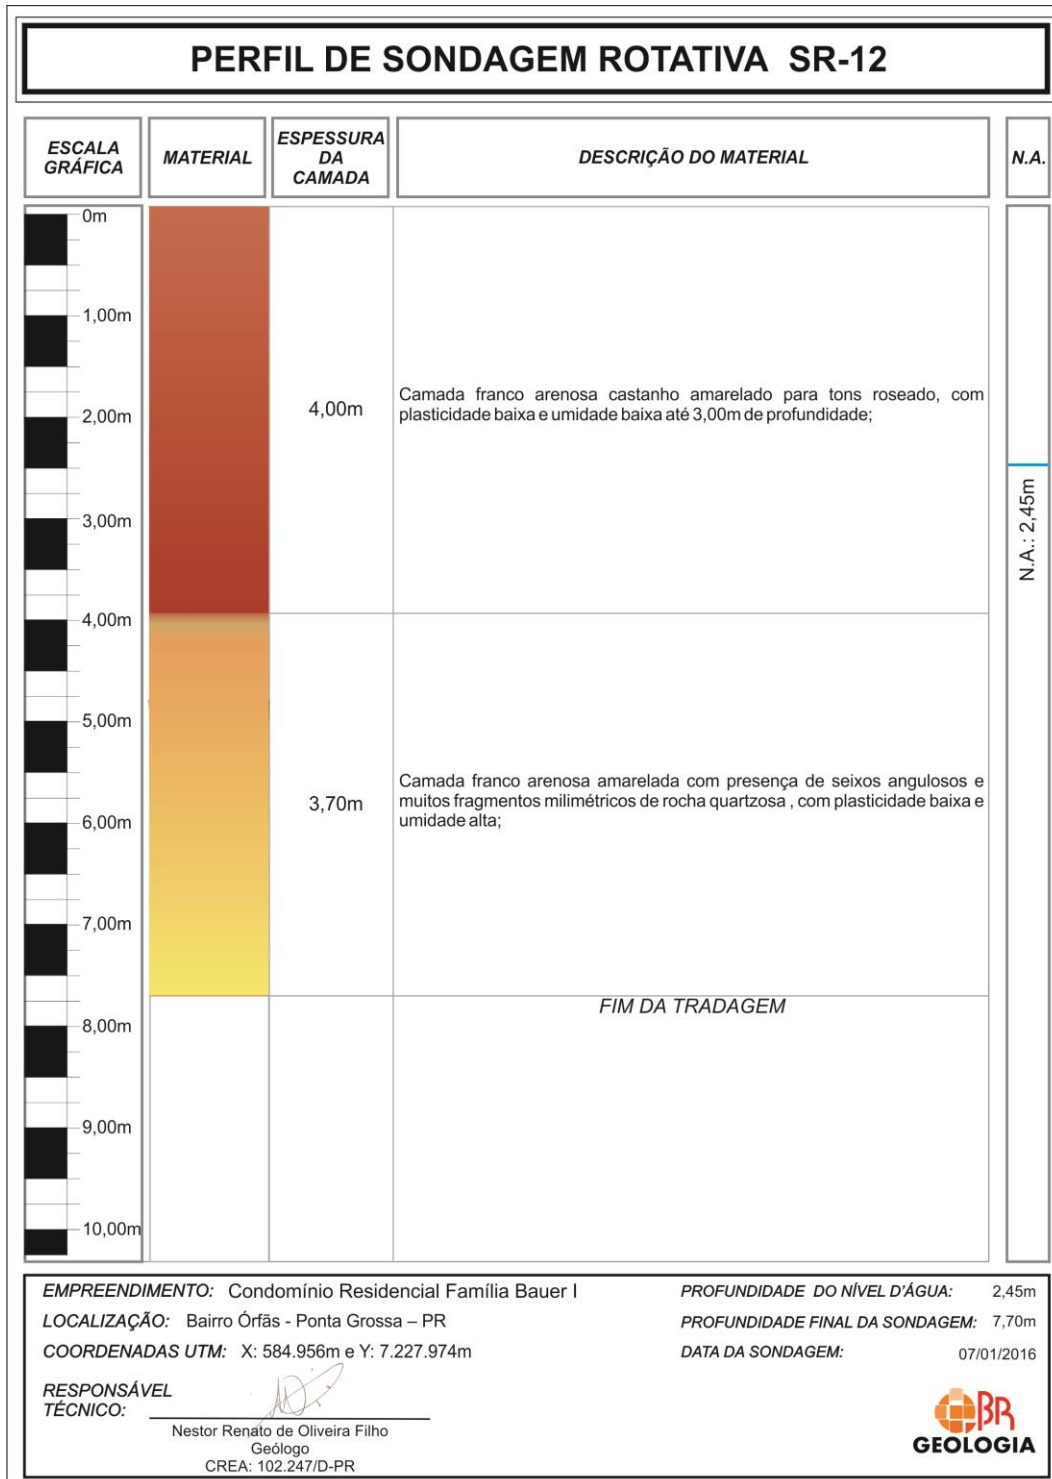 PERFIL DE SONDAGEM ROTATIVA SR-12
ESCALA
GRÁFICA
MATERIAL
ESPESSURA
DA
CAMADA
DESCRIÇÃO DO MATERIAL
N.A.
0m
1,00m
2,00m
3,00m
4,00m
5,00m
6,00m
7,00m
8,00m
9,00m
10,00m
4,00m
Camada franco arenosa castanho amarelado para tons roseado, com
plasticidade baixa e umidade baixa até 3,00m de profundidade;
N.A.: 2,45m
3,70m
Camada franco arenosa amarelada com presença de seixos angulosos e
muitos fragmentos milimétricos de rocha quartzosa , com plasticidade baixa e
umidade alta;
FIM DA TRADAGEM
EMPREENDIMENTO: Condomínio Residencial Família Bauer I
LOCALIZAÇÃO: Bairro Órfãs - Ponta Grossa – PR
COORDENADAS UTM: X: 584.956m e Y: 7.227.974m
RESPONSÁVEL
TÉCNICO:
Nestor Renato de Oliveira Filho
Geólogo
CREA: 102.247/D-PR
PROFUNDIDADE DO NÍVEL D'ÁGUA: 2,45m
PROFUNDIDADE FINAL DA SONDAGEM: 7,70m
DATA DA SONDAGEM: 07/01/2016
BR
GEOLOGIA